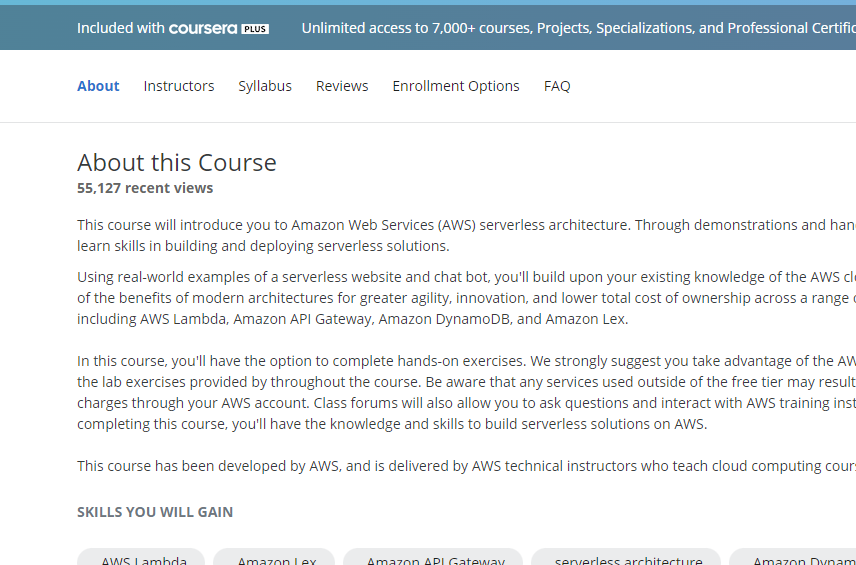 Included with coursera PLUS Unlimited access to 7,000+ courses, Projects, Specializations, and Professional
About Instructors Syllabus Reviews Enrollment Options FAQ
About this Course
55,127 recent views
This course will introduce you to Amazon Web Services (AWS) serverless architecture. Through demonstrations and
learn skills in building and deploying serverless solutions.
Using real-world examples of a serverless website and chat bot, you'll build upon your existing knowledge of the AWS
of the benefits of modern architectures for greater agility, innovation, and lower total cost of ownership across a range
including AWS Lambda, Amazon API Gateway, Amazon DynamoDB, and Amazon Lex.
In this course, you'll have the option to complete hands-on exercises. We strongly suggest you take advantage of the
the lab exercises provided by throughout the course. Be aware that any services used outside of the free tier may result
charges through your AWS account. Class forums will also allow you to ask questions and interact with AWS training
completing this course, you'll have the knowledge and skills to build serverless solutions on AWS.
This course has been developed by AWS, and is delivered by AWS technical instructors who teach cloud computing
SKILLS YOU WILL GAIN
AWS Lambda Amazon Lex Amazon API Gateway serverless architecture Amazon